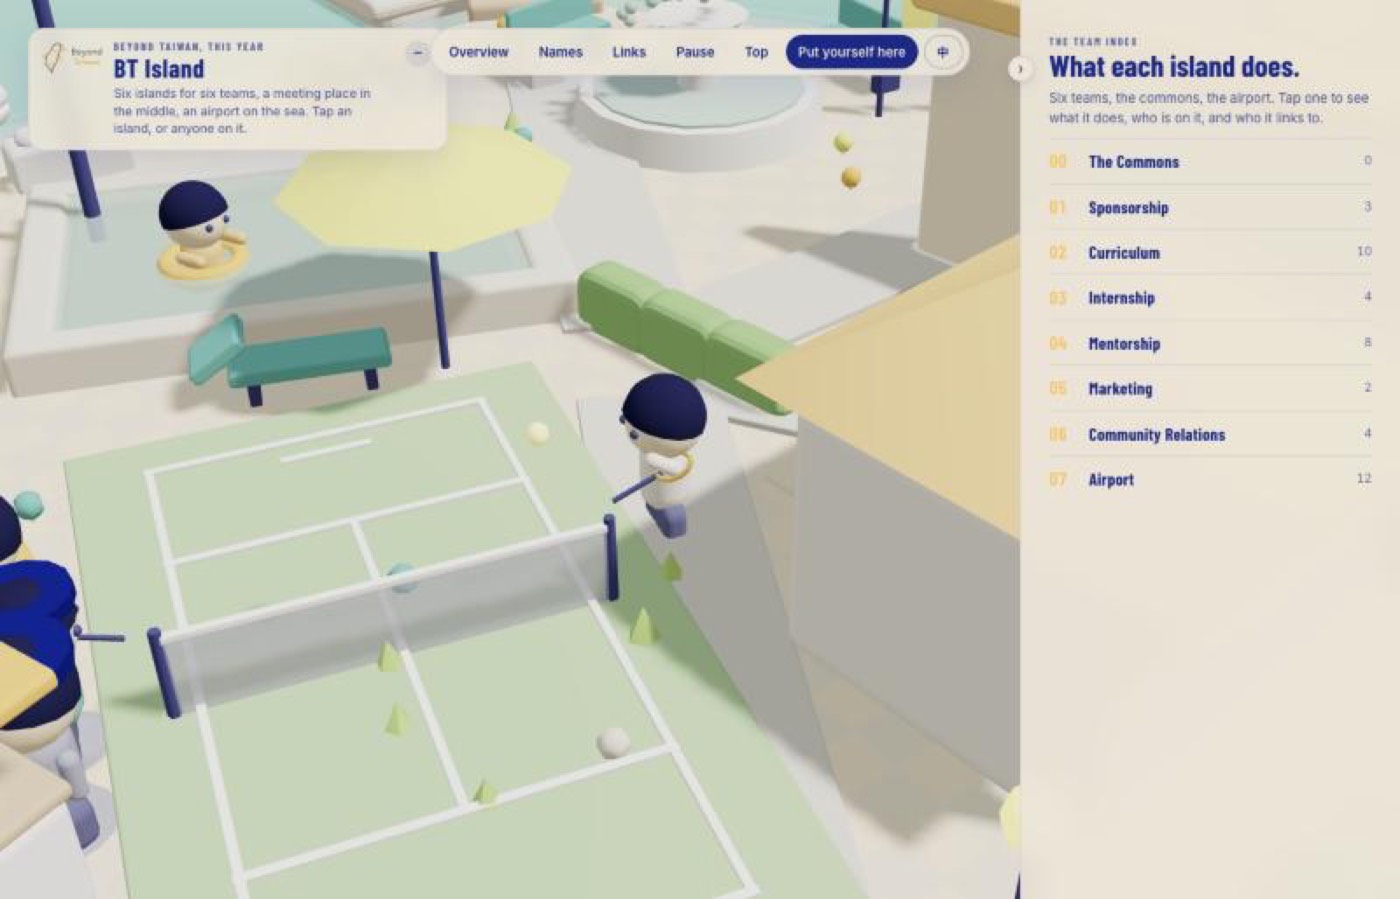 Beyond
BEYOND TAIWAN, THIS YEAR
BT Island
Six islands for six teams, a meeting place in
the middle, an airport on the sea. Tap an
island, or anyone on it.
Overview
Names
Links
Pause
Top
Put yourself here
中
THE TEAM INDEX
What each island does.
Six teams, the commons, the airport. Tap one to see
what it does, who is on it, and who it links to.
00 The Commons 0
01 Sponsorship 3
02 Curriculum 10
03 Internship 4
04 Mentorship 8
05 Marketing 2
06 Community Relations 4
07 Airport 12